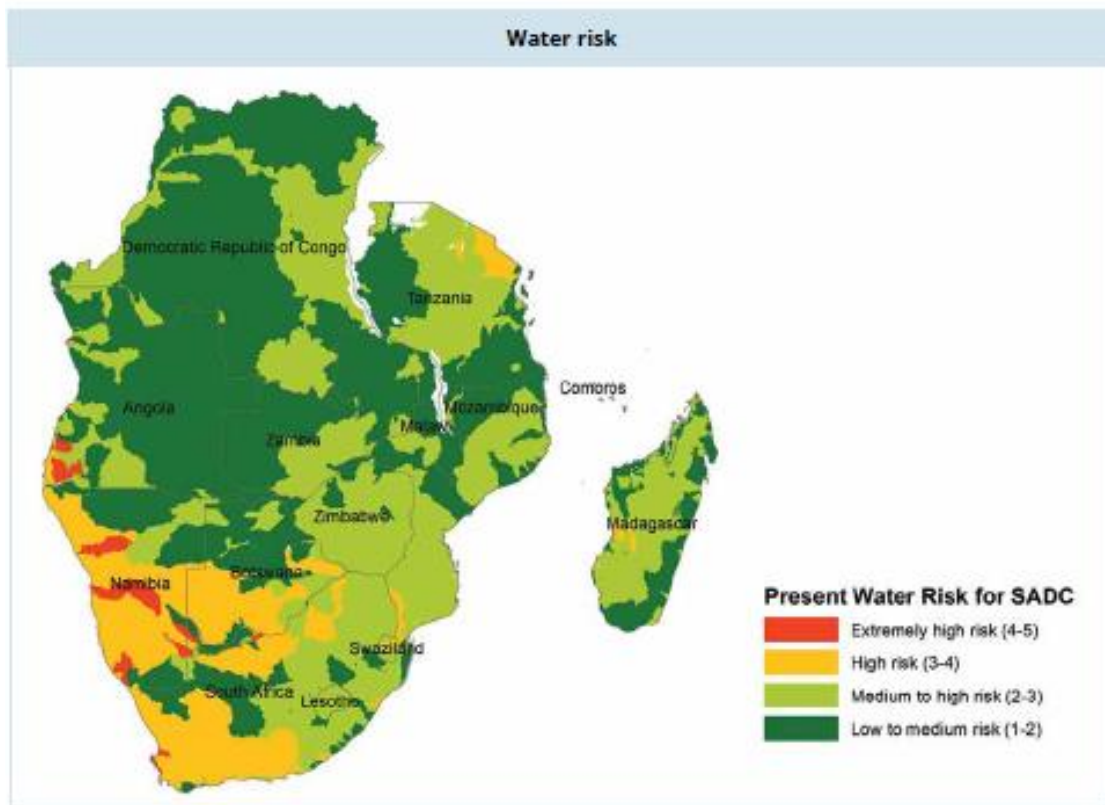 Water risk
Democratic Republic of Congo
Tanzania
Comoros
Angola
Mozambique
Malawi
Zambia
Zimbabwe
Madagascar
Namibia
Botswana
Swaziland
South Africa
Lesotho
Present Water Risk for SADC
Extremely high risk (4-5)
High risk (3-4)
Medium to high risk (2-3)
Low to medium risk (1-2)